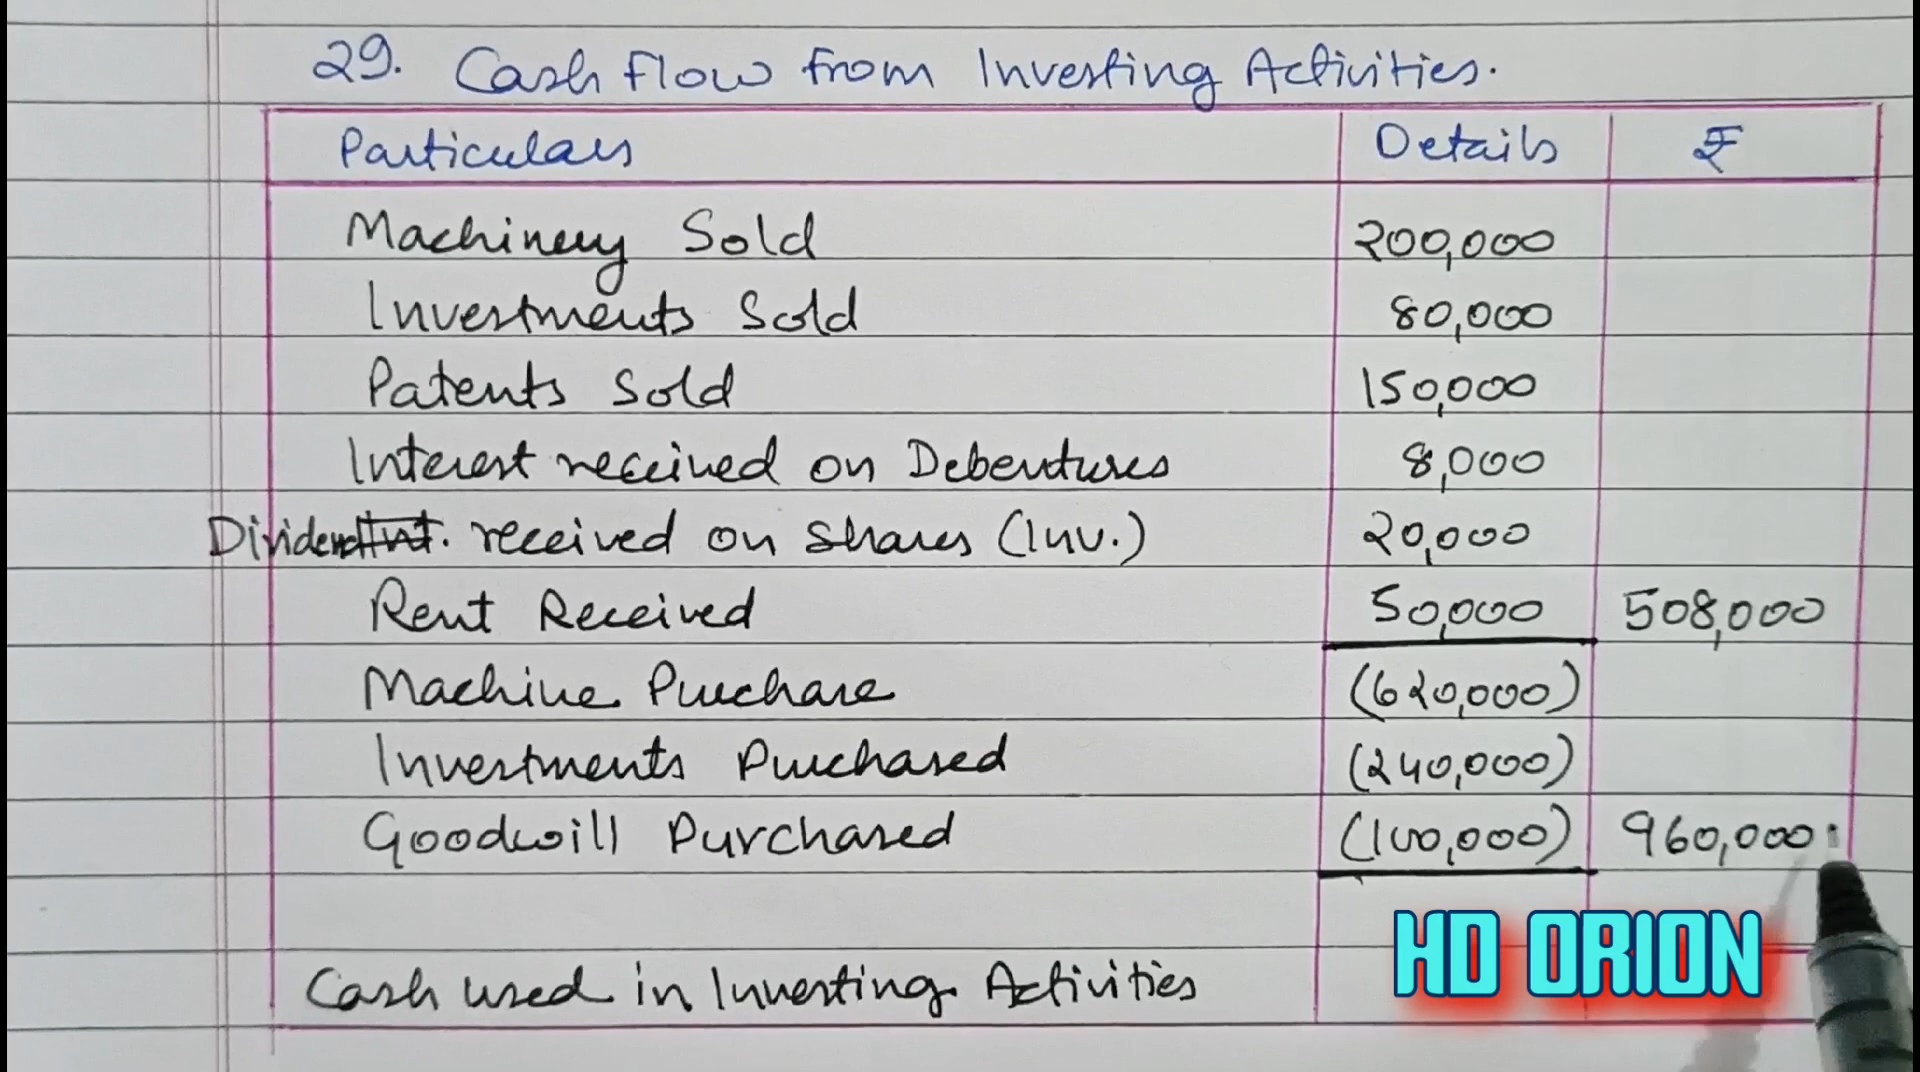 29. Cash Flow from Investing Activities.
Particulars Details ₹
Machinery Sold 200,000
Investments Sold 80,000
Patents Sold 150,000
Interest received on Debentures 8,000
Dividend Int. received on Shares (Inv.) 20,000
Rent Received 50,000 508,000
Machine Purchase (620,000)
Investments Purchased (240,000)
Goodwill Purchased (100,000) 960,000
HD ORION
Cash used in Investing Activities